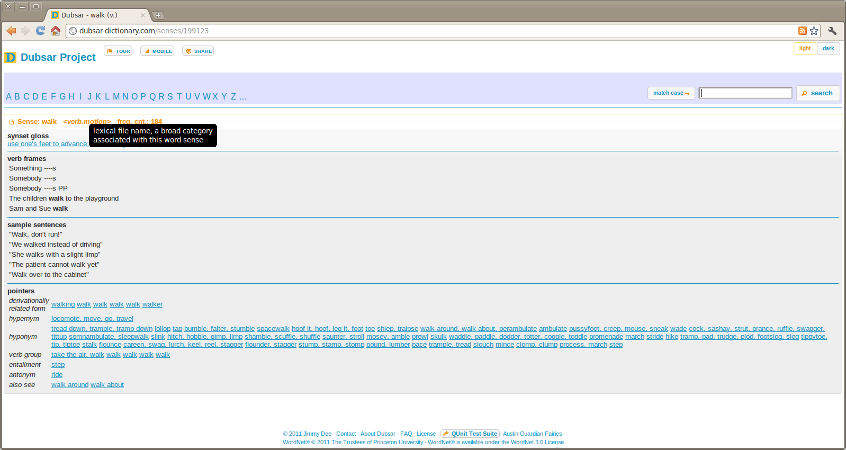 Dubsar - walk (v.)
dubsar-dictionary.com/senses/199123
Dubsar Project
TOUR
MOBILE
SHARE
light
dark
A B C D E F G H I J K L M N O P Q R S T U V W X Y Z ...
match case
search
Sense: walk <verb.motion> freq. cnt.: 184
lexical file name, a broad category
associated with this word sense
synset gloss
use one's feet to advance;
verb frames
Something ----s
Somebody ----s
Somebody ----s PP
The children walk to the playground
Sam and Sue walk
sample sentences
"Walk, don't run!"
"We walked instead of driving"
"She walks with a slight limp"
"The patient cannot walk yet"
"Walk over to the cabinet"
pointers
derivationally
related form
walking walk walk walk walk walker
hypernym
locomote, move, go, travel
hyponym
tread down, trample, tramp down lollop tap bumble, falter, stumble spacewalk hoof it, hoof, leg it, foot toe shlep, traipse walk around, walk about, perambulate ambulate pussyfoot, creep, mouse, sneak wade cock, sashay, strut, prance, ruffle, swagger,
tittup somnambulate, sleepwalk slink hitch, hobble, gimp, limp shamble, scuffle, shuffle saunter, stroll mosey, amble prowl skulk waddle, paddle, dodder, totter, coggle, toddle promenade march stride hike tramp, pad, trudge, plod, footslog, slog tippytoe,
tip, tiptoe stalk flounce careen, swag, lurch, keel, reel, stagger flounder, stagger stump, stamp, stomp pound, lumber pace trample, tread slouch mince clomp, clump process, march step
verb group
take the air, walk walk walk walk walk
entailment
step
antonym
ride
also see
walk around walk about
© 2011 Jimmy Dee · Contact · About Dubsar · FAQ · License · QUnit Test Suite · Austin Guardian Fairies
WordNet® © 2011 The Trustees of Princeton University · WordNet® is available under the WordNet 3.0 License